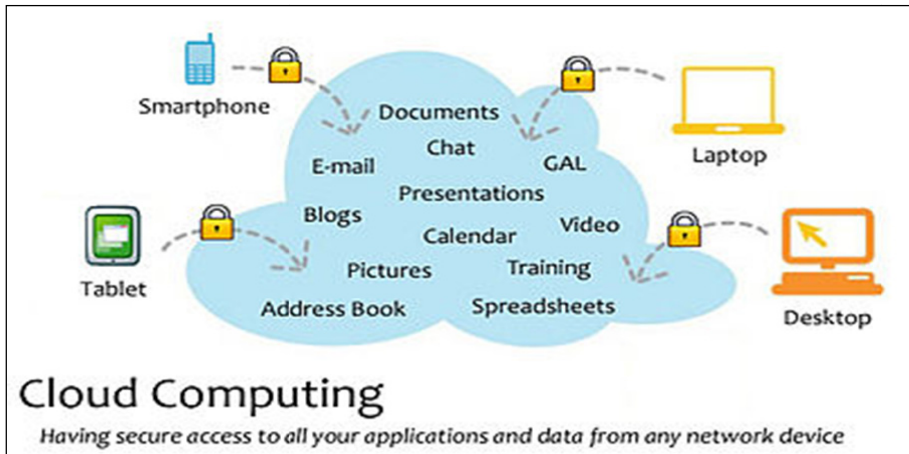 Smartphone
Documents
Chat
E-mail
GAL
Laptop
Presentations
Blogs
Video
Calendar
Tablet
Pictures
Training
Address Book
Spreadsheets
Desktop
Cloud Computing
Having secure access to all your applications and data from any network device